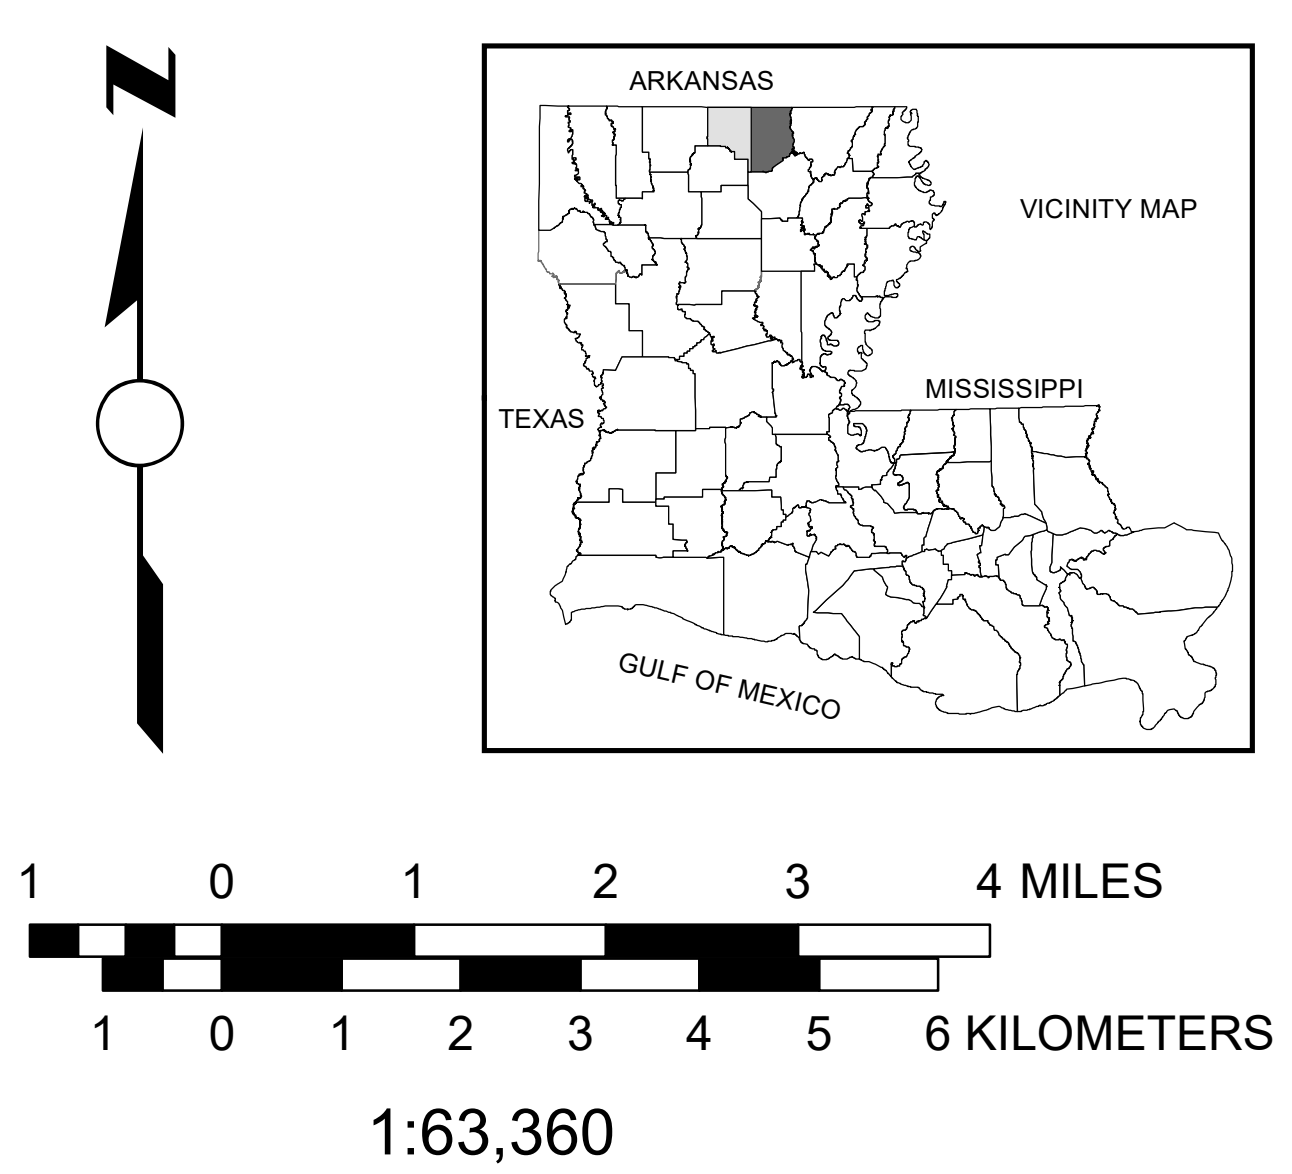 N
ARKANSAS
VICINITY MAP
MISSISSIPPI
TEXAS
GULF OF MEXICO
1 0 1 2 3 4 MILES
1 0 1 2 3 4 5 6 KILOMETERS
1:63,360